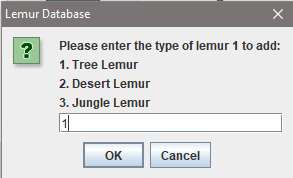 Lemur Database
Please enter the type of lemur 1 to add:
1. Tree Lemur
2. Desert Lemur
3. Jungle Lemur
1
OK Cancel